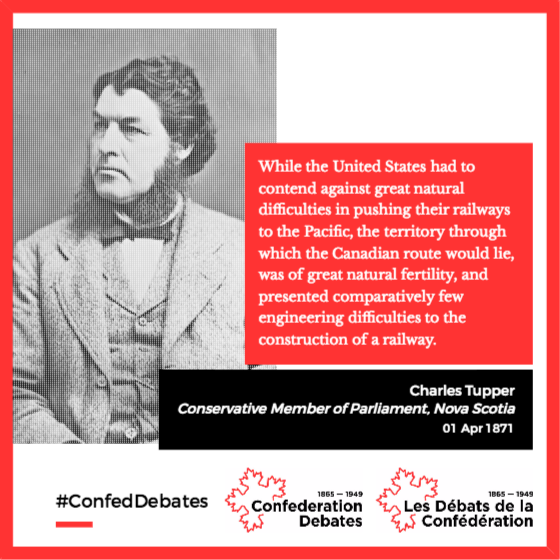 While the United States had to
contend against great natural
difficulties in pushing their railways
to the Pacific, the territory through
which the Canadian route would lie,
was of great natural fertility, and
presented comparatively few
engineering difficulties to the
construction of a railway.
Charles Tupper
Conservative Member of Parliament, Nova Scotia
01 Apr 1871
#ConfedDebates
1865 — 1949
Confederation
Debates
1865 — 1949
Les Débats de la
Confédération